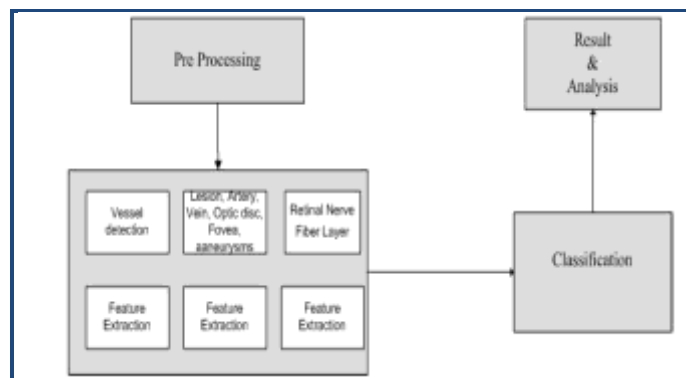 Pre Processing
Result
&
Analysis
Vessel
detection
Lesion, Artery,
Vein, Optic disc,
Fovea,
aaneurysms
Retinal Nerve
Fiber Layer
Classification
Feature
Extraction
Feature
Extraction
Feature
Extraction